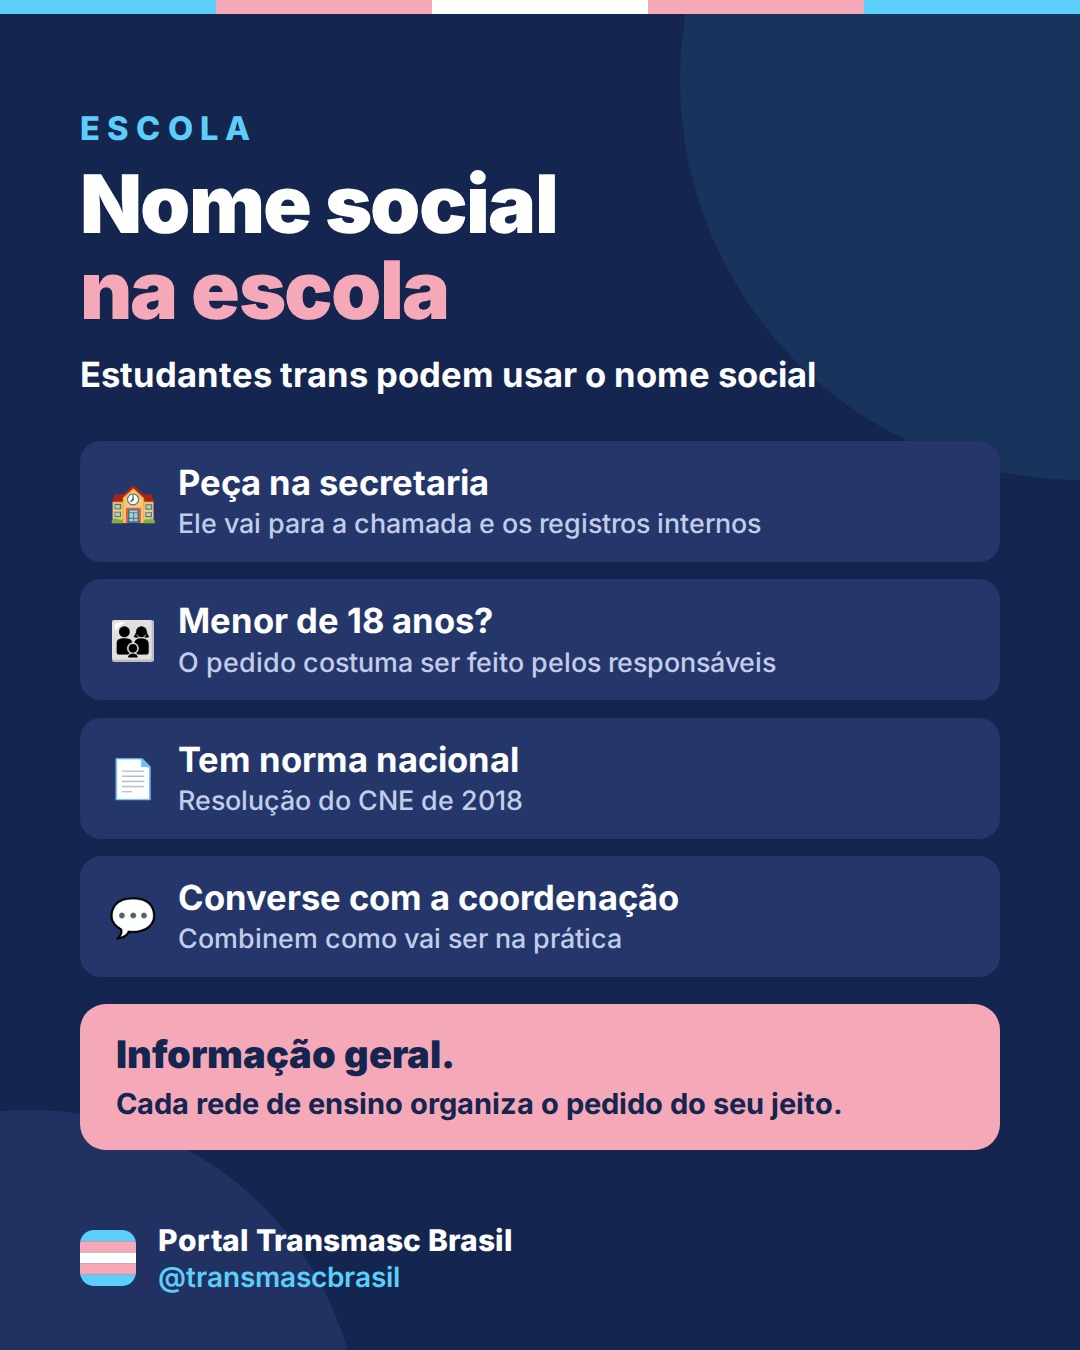 ESCOLA
Nome social
na escola
Estudantes trans podem usar o nome social
Peça na secretaria
Ele vai para a chamada e os registros internos
Menor de 18 anos?
O pedido costuma ser feito pelos responsáveis
Tem norma nacional
Resolução do CNE de 2018
Converse com a coordenação
Combinem como vai ser na prática
Informação geral.
Cada rede de ensino organiza o pedido do seu jeito.
Portal Transmasc Brasil
@transmascbrasil